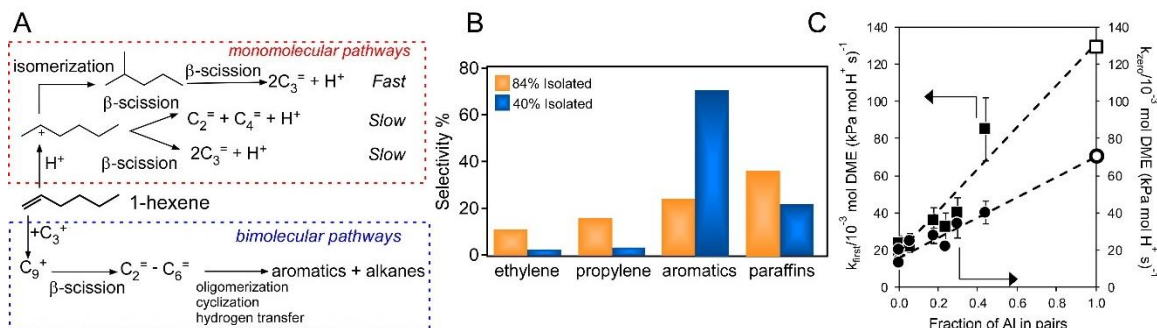 A
monomolecular pathways
isomerization
β-scission
2C3= + H+
Fast
β-scission
C2= + C4= + H+
Slow
+
β-scission
2C3= + H+
Slow
H+
1-hexene
+C3+
bimolecular pathways
C9+
β-scission
C2= - C6=
aromatics + alkanes
oligomerization
cyclization
hydrogen transfer
B
84% Isolated
40% Isolated
Selectivity %
80
60
40
20
0
ethylene
propylene
aromatics
paraffins
C
kfirst/10-3 mol DME (kPa mol H+ s)-1
140
120
100
80
60
40
20
0
kzero/10-3 mol DME (kPa mol H+ s)-1
140
120
100
80
60
40
20
0
0.0 0.2 0.4 0.6 0.8 1.0
Fraction of Al in pairs